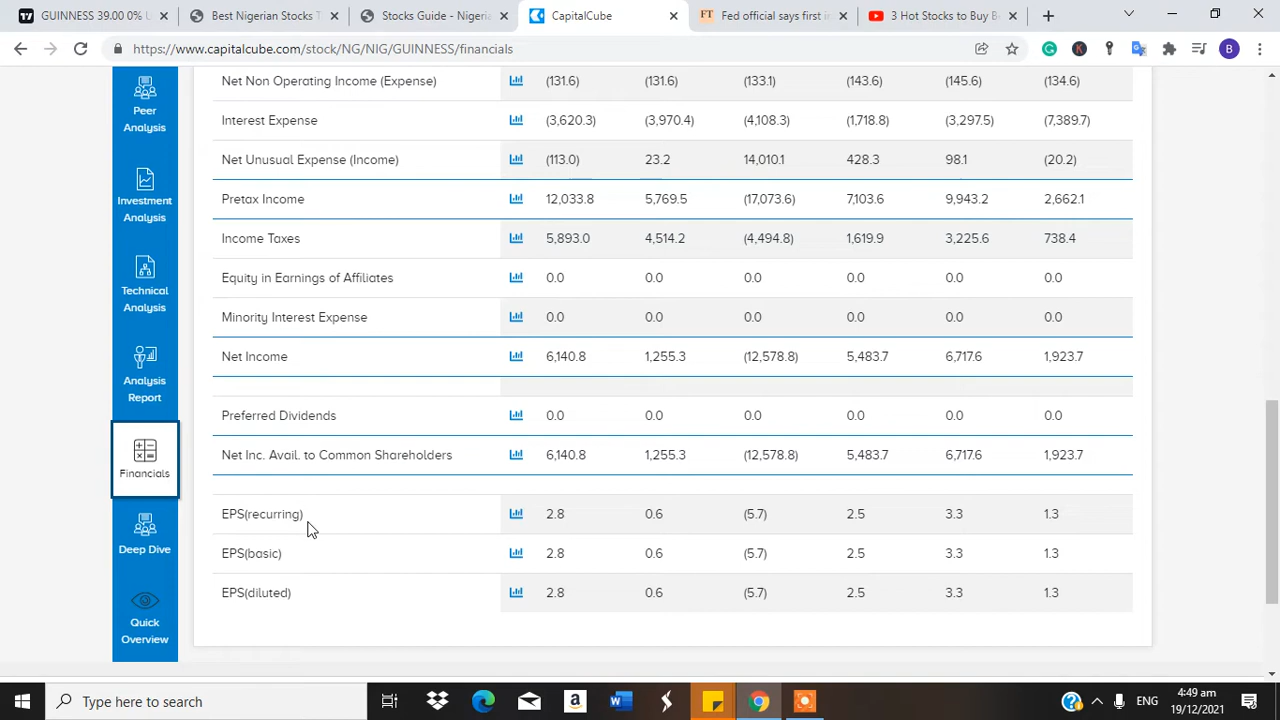 GUINNESS 39.00 0.00%
Best Nigerian Stocks T
Stocks Guide - Nigeria
CapitalCube
FT Fed official says first in
3 Hot Stocks to Buy B
https://www.capitalcube.com/stock/NG/NIG/GUINNESS/financials
B
Peer
Analysis
Investment
Analysis
Technical
Analysis
Analysis
Report
Financials
Deep Dive
Quick
Overview
Net Non Operating Income (Expense) (131.6) (131.6) (133.1) (143.6) (145.6) (134.6)
Interest Expense (3,620.3) (3,970.4) (4,108.3) (1,718.8) (3,297.5) (7,389.7)
Net Unusual Expense (Income) (113.0) 23.2 14,010.1 428.3 98.1 (20.2)
Pretax Income 12,033.8 5,769.5 (17,073.6) 7,103.6 9,943.2 2,662.1
Income Taxes 5,893.0 4,514.2 (4,494.8) 1,619.9 3,225.6 738.4
Equity in Earnings of Affiliates 0.0 0.0 0.0 0.0 0.0 0.0
Minority Interest Expense 0.0 0.0 0.0 0.0 0.0 0.0
Net Income 6,140.8 1,255.3 (12,578.8) 5,483.7 6,717.6 1,923.7
Preferred Dividends 0.0 0.0 0.0 0.0 0.0 0.0
Net Inc. Avail. to Common Shareholders 6,140.8 1,255.3 (12,578.8) 5,483.7 6,717.6 1,923.7
EPS(recurring) 2.8 0.6 (5.7) 2.5 3.3 1.3
EPS(basic) 2.8 0.6 (5.7) 2.5 3.3 1.3
EPS(diluted) 2.8 0.6 (5.7) 2.5 3.3 1.3
Type here to search
ENG
4:49 am
19/12/2021